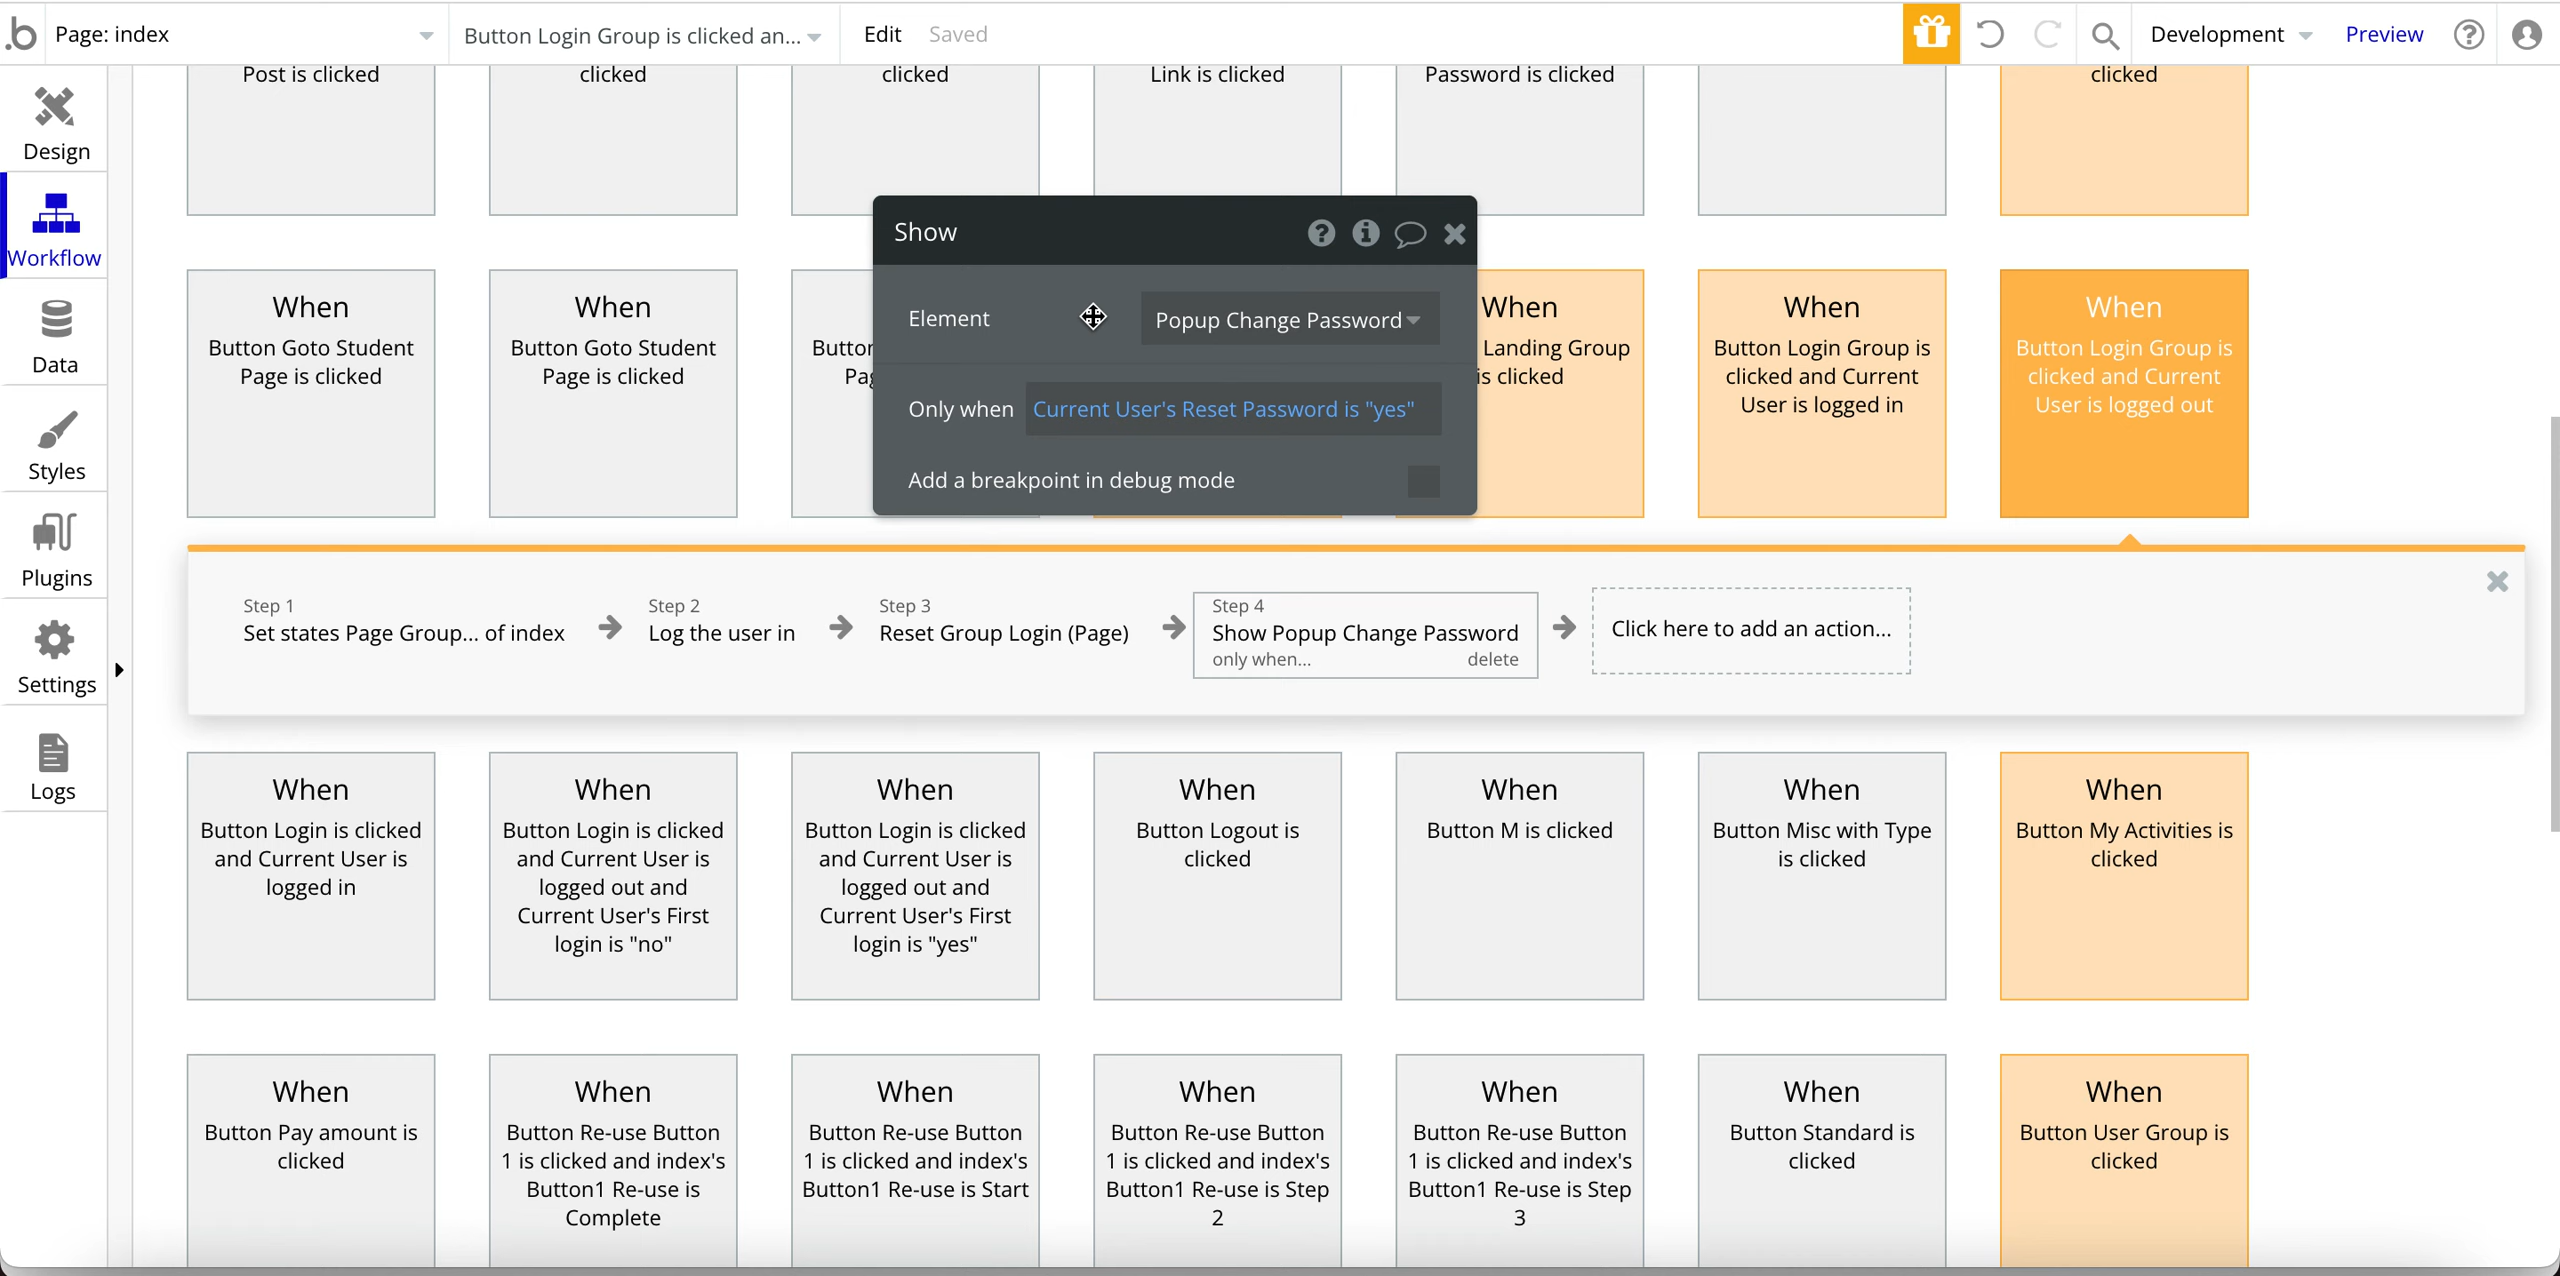 .b
Page: index
Button Login Group is clicked an...
Edit
Saved
Development
Preview
Design
Workflow
Data
Styles
Plugins
Settings
Logs
Post is clicked
clicked
clicked
Link is clicked
Password is clicked
clicked
Show
Element
Popup Change Password
Only when
Current User's Reset Password is "yes"
Add a breakpoint in debug mode
When
Button Goto Student
Page is clicked
When
Button Goto Student
Page is clicked
Button
Pag
When
Landing Group
is clicked
When
Button Login Group is
clicked and Current
User is logged in
When
Button Login Group is
clicked and Current
User is logged out
Step 1
Set states Page Group... of index
Step 2
Log the user in
Step 3
Reset Group Login (Page)
Step 4
Show Popup Change Password
only when...
delete
Click here to add an action...
When
Button Login is clicked
and Current User is
logged in
When
Button Login is clicked
and Current User is
logged out and
Current User's First
login is "no"
When
Button Login is clicked
and Current User is
logged out and
Current User's First
login is "yes"
When
Button Logout is
clicked
When
Button M is clicked
When
Button Misc with Type
is clicked
When
Button My Activities is
clicked
When
Button Pay amount is
clicked
When
Button Re-use Button
1 is clicked and index's
Button1 Re-use is
Complete
When
Button Re-use Button
1 is clicked and index's
Button1 Re-use is Start
When
Button Re-use Button
1 is clicked and index's
Button1 Re-use is Step
2
When
Button Re-use Button
1 is clicked and index's
Button1 Re-use is Step
3
When
Button Standard is
clicked
When
Button User Group is
clicked